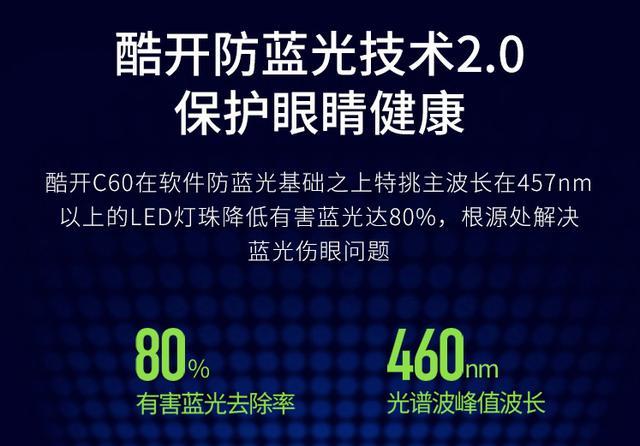 酷开防蓝光技术2.0
保护眼睛健康
酷开C60在软件防蓝光基础之上特挑主波长在457nm
以上的LED灯珠降低有害蓝光达80%，根源处解决
蓝光伤眼问题
80%
460nm
有害蓝光去除率
光谱波峰值波长